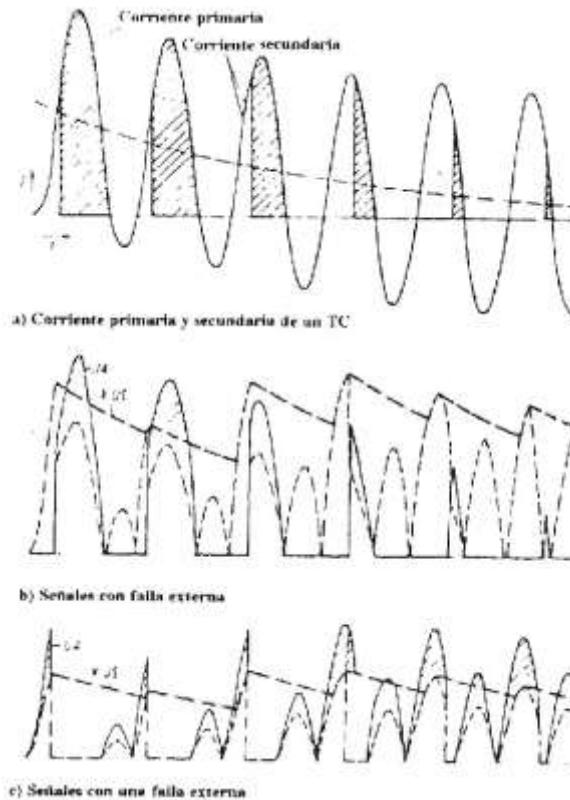 Corriente primaria
Corriente secundaria
a) Corriente primaria y secundaria de un TC
b) Señales con falla externa
c) Señales con una falla externa